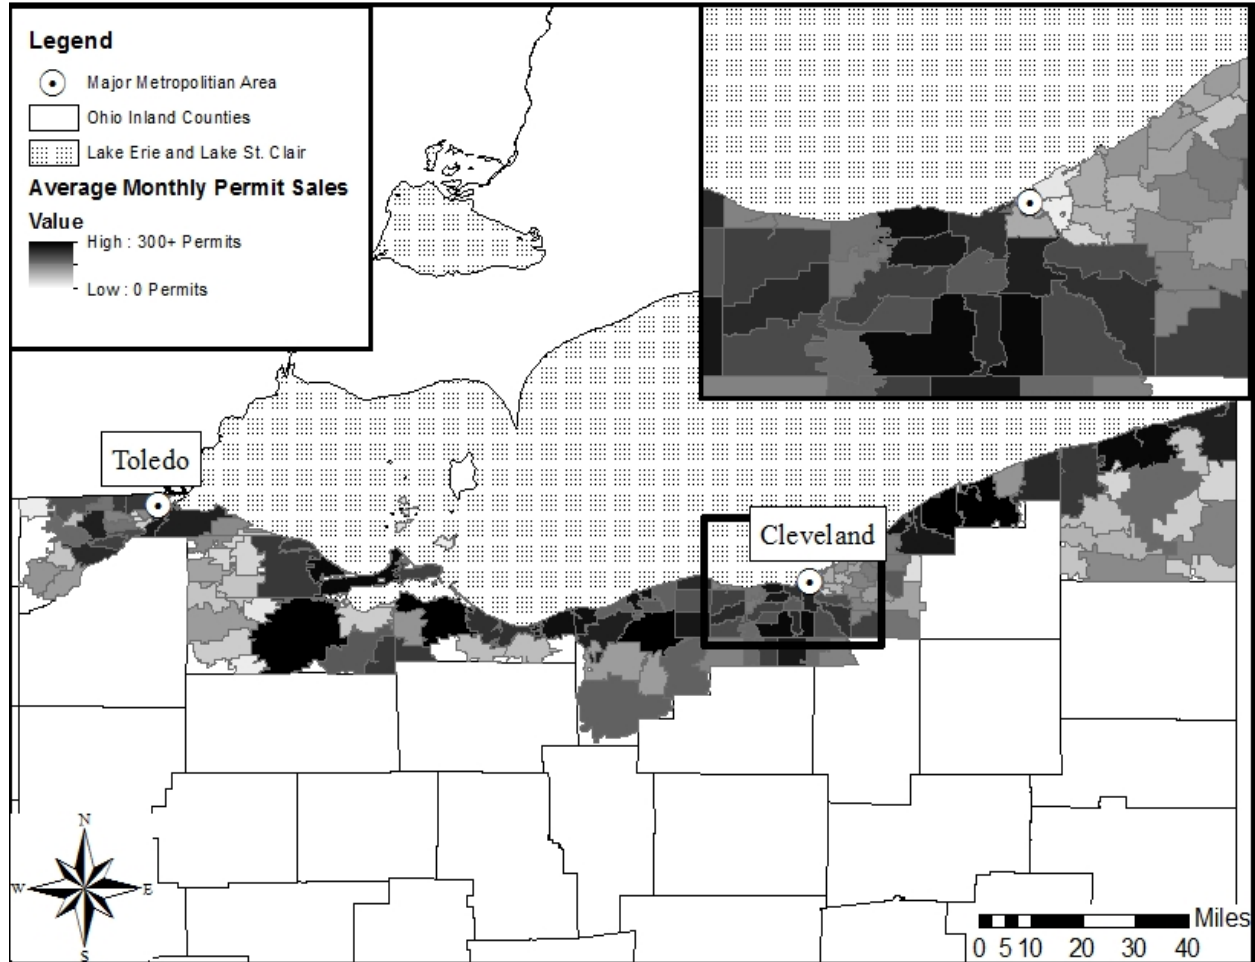 Legend
Major Metropolitian Area
Ohio Inland Counties
Lake Erie and Lake St. Clair
Average Monthly Permit Sales
Value
High : 300+ Permits
Low : 0 Permits
Toledo
Cleveland
N
W E
S
Miles
0 5 10 20 30 40